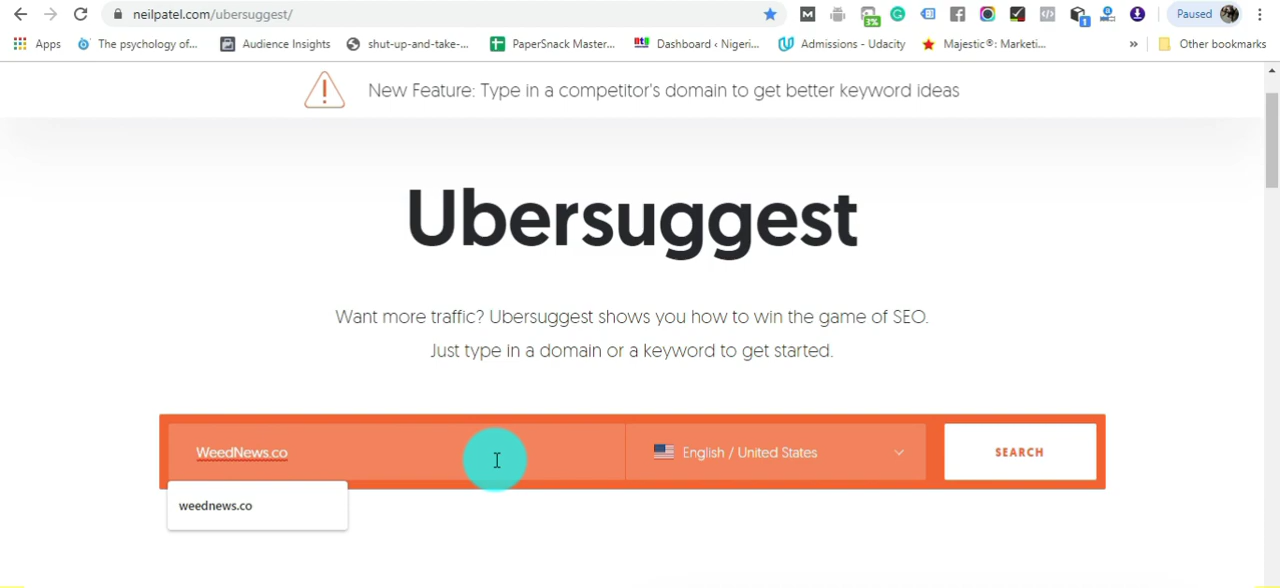 neilpatel.com/ubersuggest/
3%
1
Paused
Apps
The psychology of...
Audience Insights
shut-up-and-take-...
PaperSnack Master...
Dashboard ‹ Nigeri...
Admissions - Udacity
Majestic®: Marketi...
»
Other bookmarks
New Feature: Type in a competitor's domain to get better keyword ideas
Ubersuggest
Want more traffic? Ubersuggest shows you how to win the game of SEO.
Just type in a domain or a keyword to get started.
WeedNews.co
English / United States
SEARCH
weednews.co